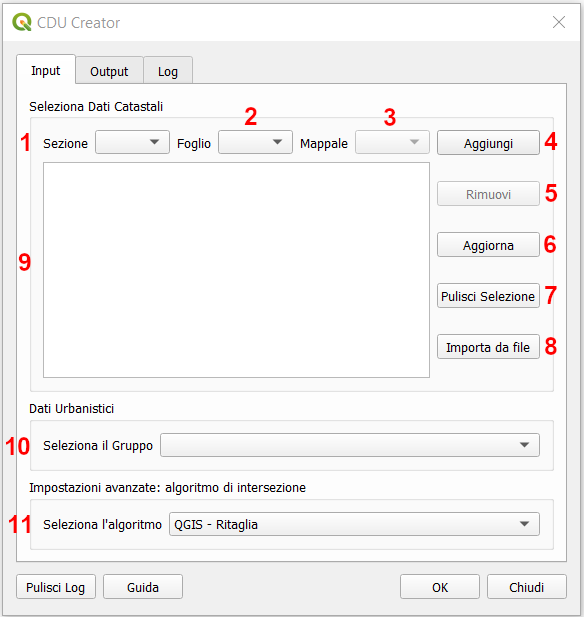 CDU Creator
Input Output Log
Seleziona Dati Catastali
2 3
1 Sezione Foglio Mappale Aggiungi 4
Rimuovi 5
Aggiorna 6
9
Pulisci Selezione 7
Importa da file 8
Dati Urbanistici
10 Seleziona il Gruppo
Impostazioni avanzate: algoritmo di intersezione
11 Seleziona l'algoritmo QGIS - Ritaglia
Pulisci Log Guida OK Chiudi